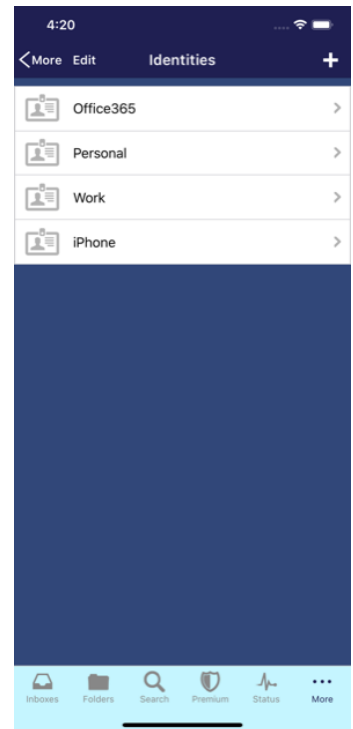 4:20
More Edit Identities +
Office365
Personal
Work
iPhone
Inboxes Folders Search Premium Status More